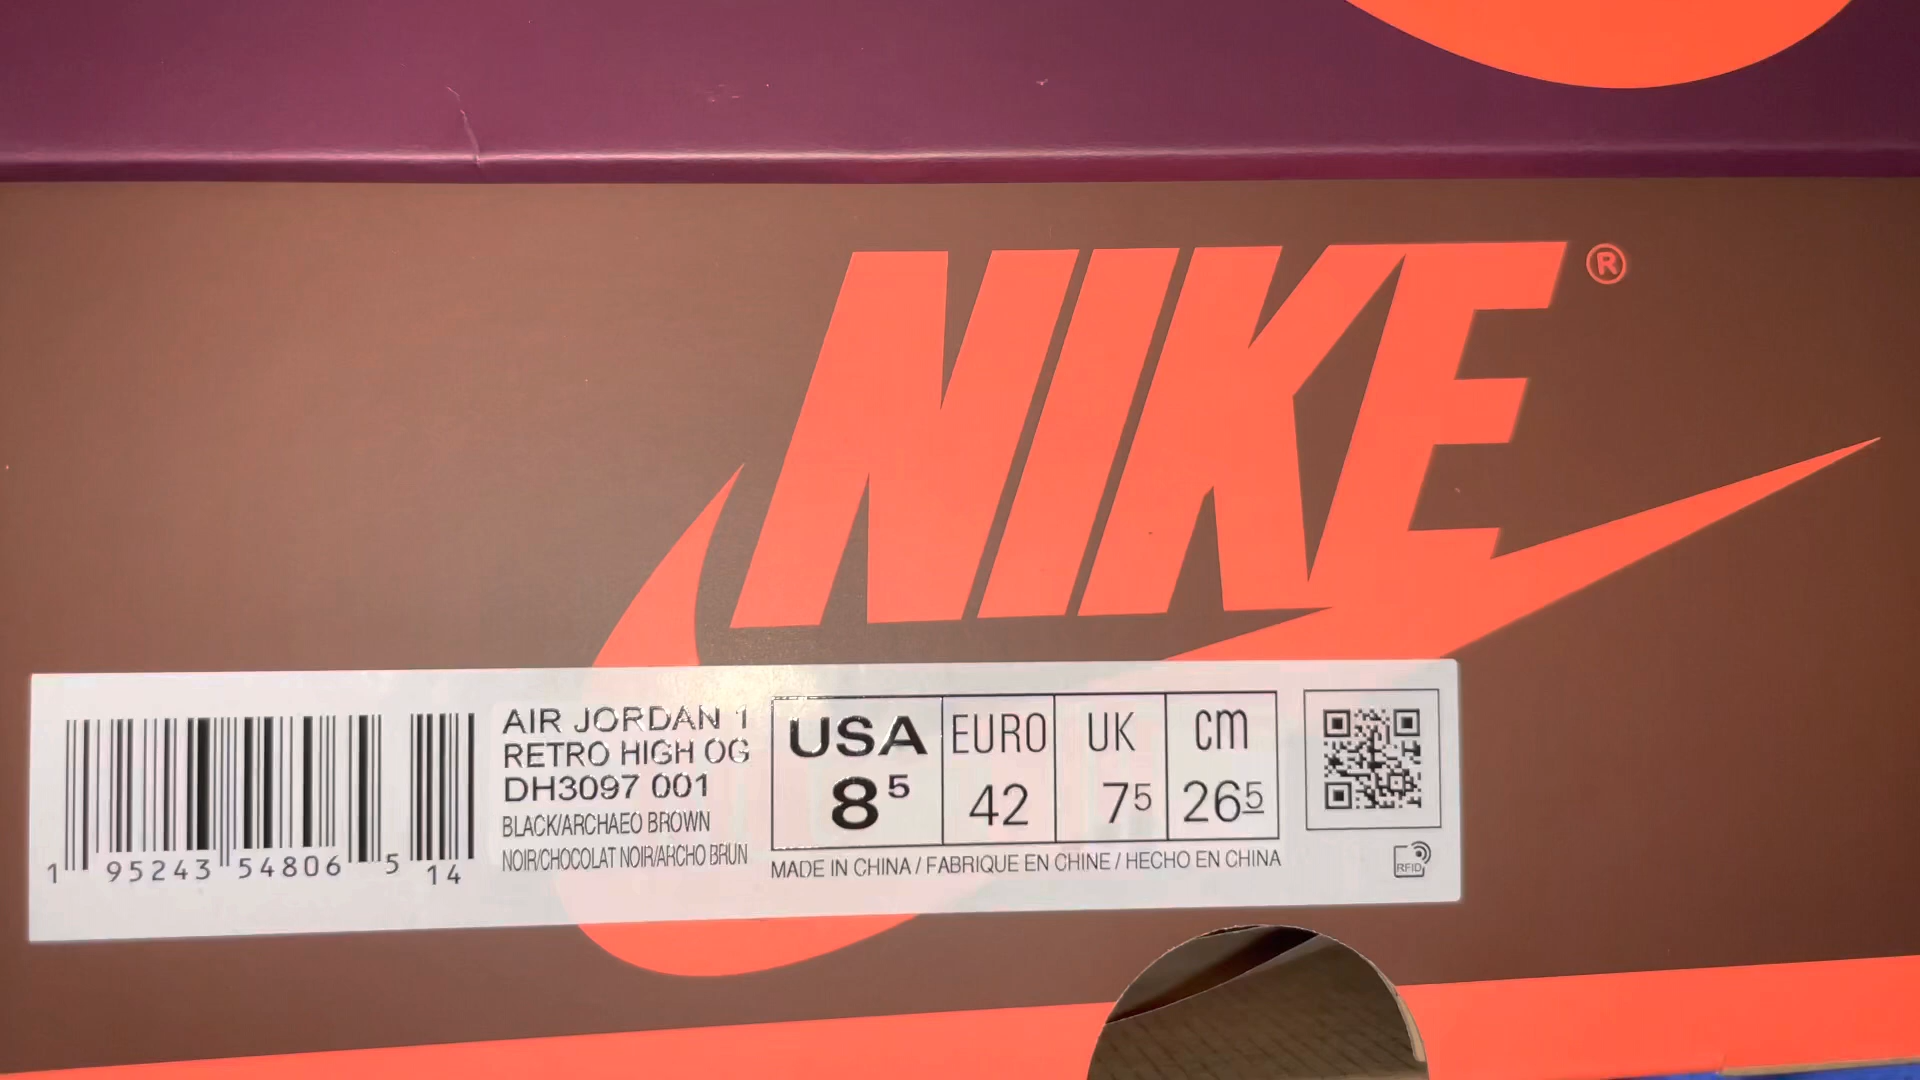 NIKE ®
AIR JORDAN 1
RETRO HIGH OG
DH3097 001
BLACK/ARCHAEO BROWN
NOIR/CHOCOLAT NOIR/ARCHO BRUN
USA EURO UK cm
8⁵ 42 7⁵ 26⁵
MADE IN CHINA / FABRIQUE EN CHINE / HECHO EN CHINA
1 95243 54806 5 14
RFID